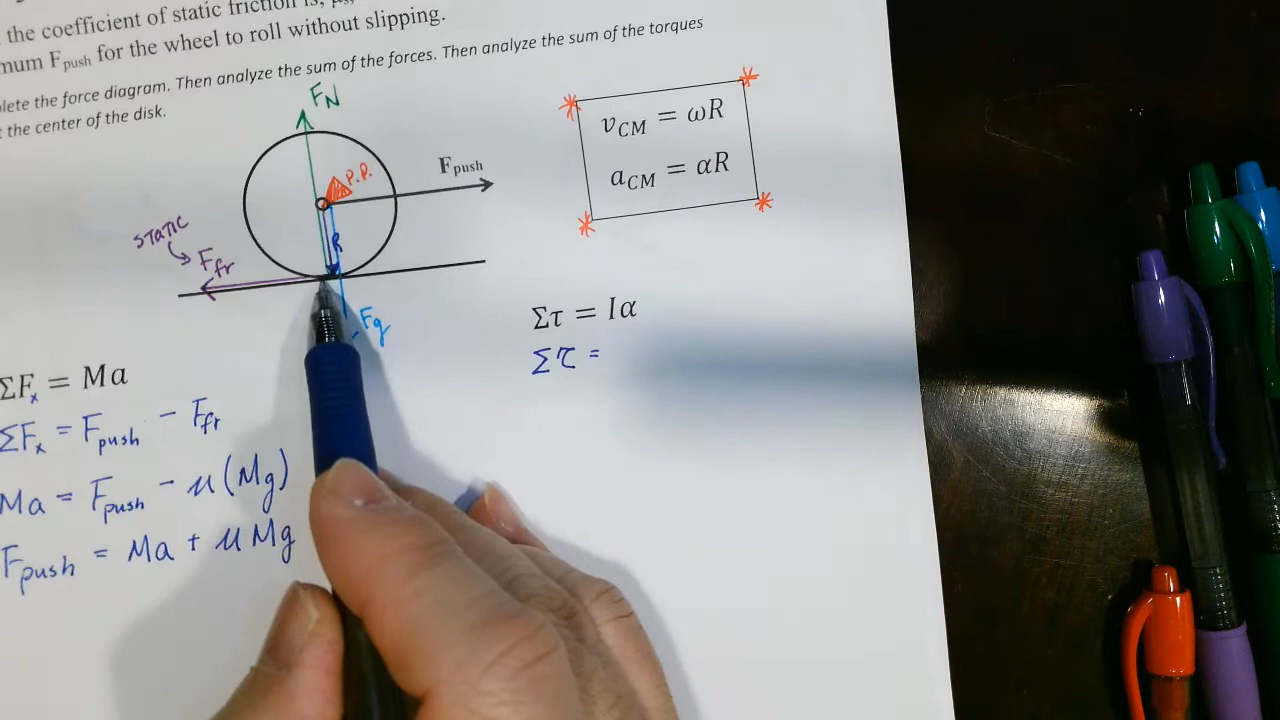 the coefficient of static friction is,
mum Fpush for the wheel to roll without slipping.
plete the force diagram. Then analyze the sum of the forces. Then analyze the sum of the torques
t the center of the disk.
FN
P.P.
Fpush
R
STATIC
Ffr
Fg
vCM = ωR
aCM = αR
Στ = Iα
Στ =
ΣFx = Ma
ΣFx = Fpush - Ffr
Ma = Fpush - μ(Mg)
Fpush = Ma + μMg